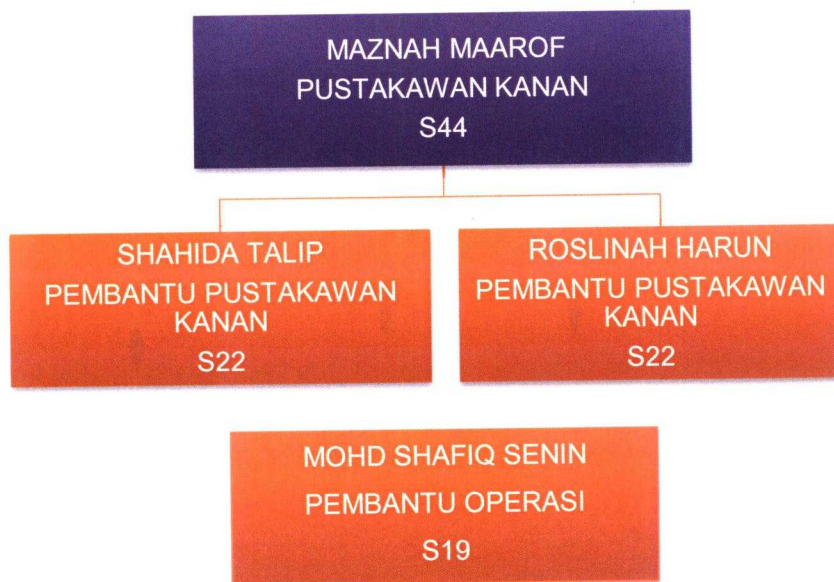 MAZNAH MAAROF
PUSTAKAWAN KANAN
S44
SHAHIDA TALIP
PEMBANTU PUSTAKAWAN
KANAN
S22
ROSLINAH HARUN
PEMBANTU PUSTAKAWAN
KANAN
S22
MOHD SHAFIQ SENIN
PEMBANTU OPERASI
S19